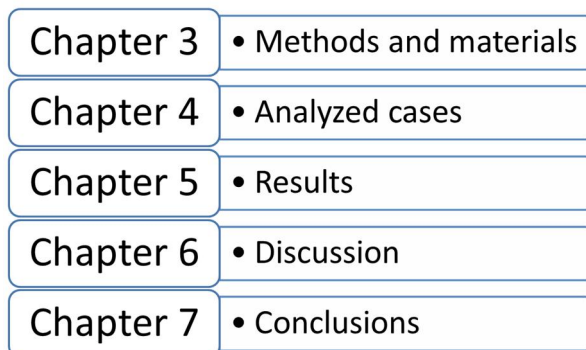 Chapter 3 • Methods and materials
Chapter 4 • Analyzed cases
Chapter 5 • Results
Chapter 6 • Discussion
Chapter 7 • Conclusions